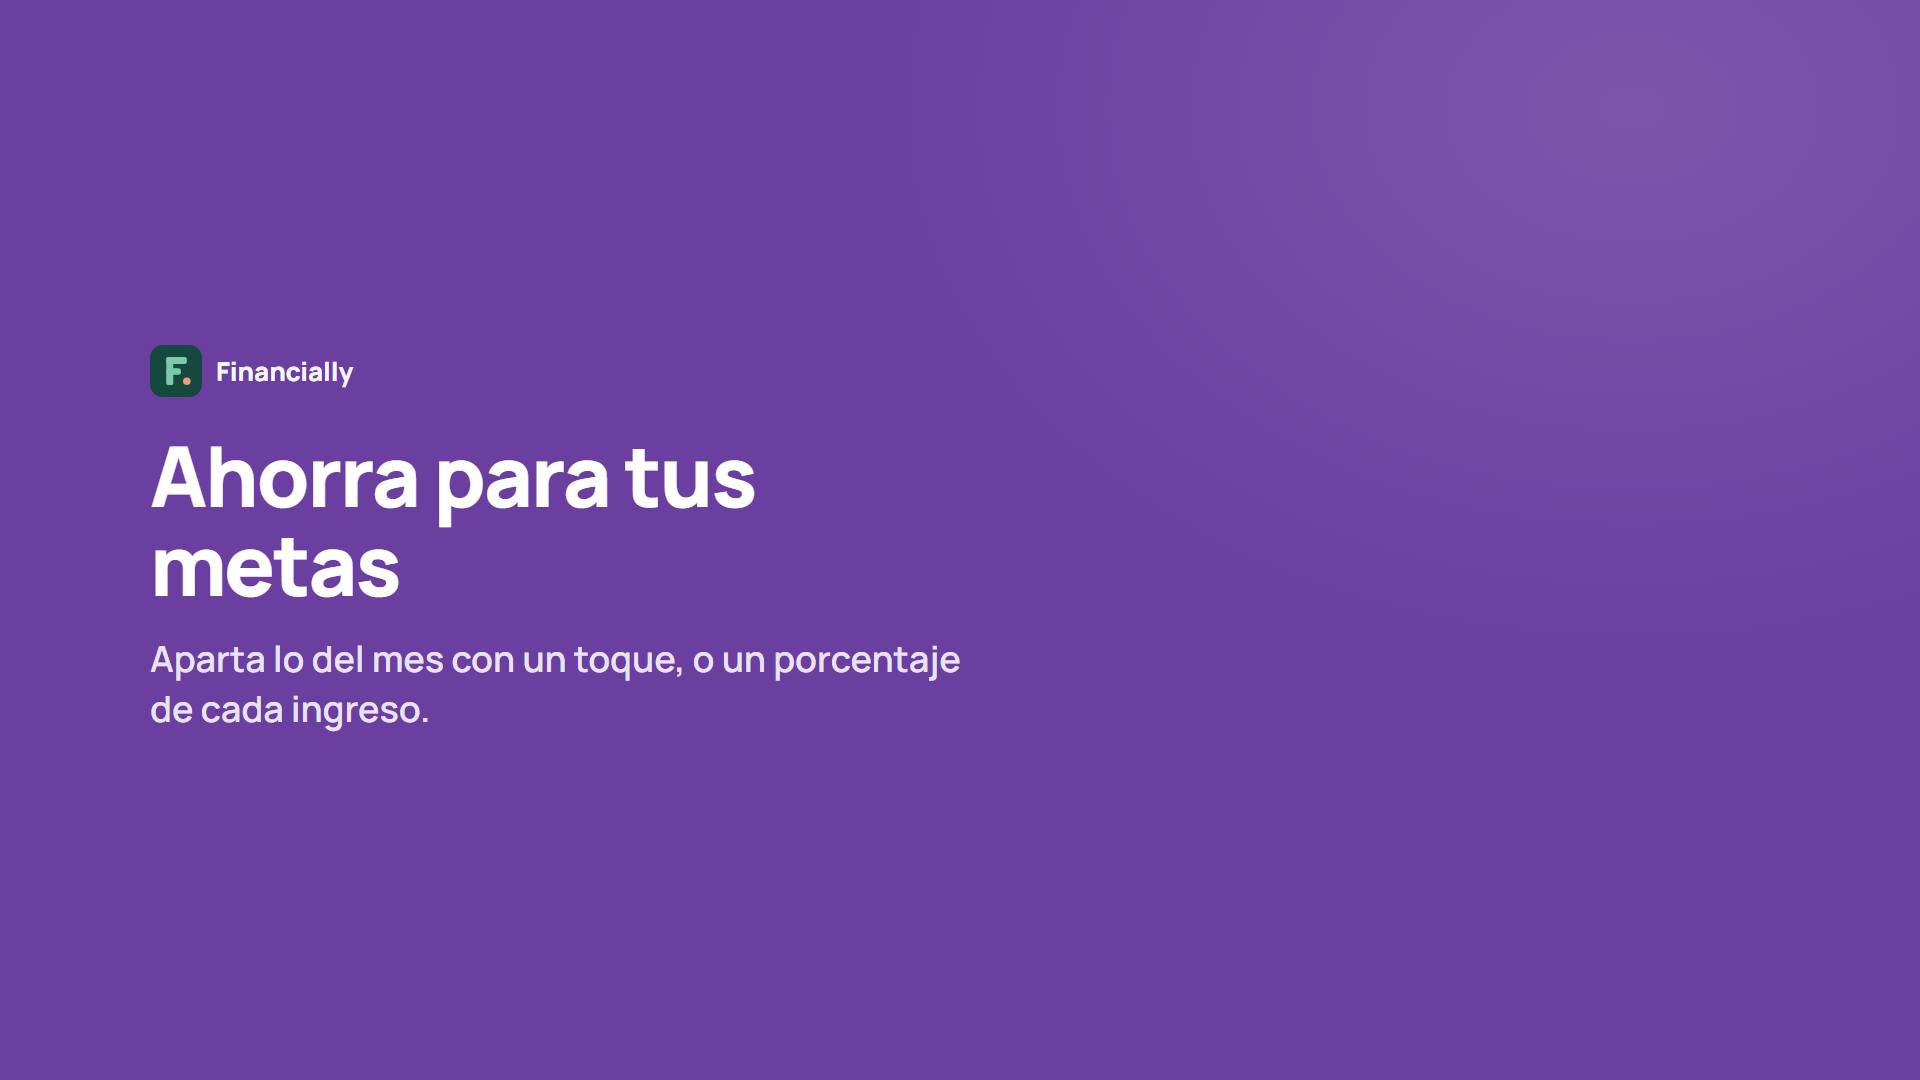 F.
Financially
Ahorra para tus
metas
Aparta lo del mes con un toque, o un porcentaje
de cada ingreso.